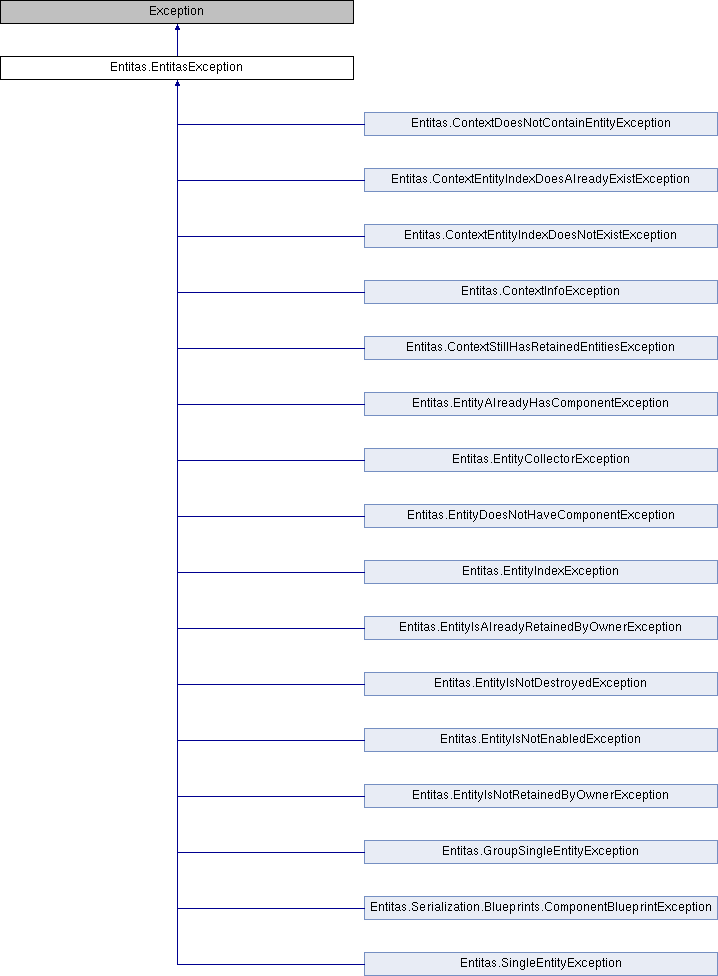 Exception
Entitas.EntitasException
Entitas.ContextDoesNotContainEntityException
Entitas.ContextEntityIndexDoesAlreadyExistException
Entitas.ContextEntityIndexDoesNotExistException
Entitas.ContextInfoException
Entitas.ContextStillHasRetainedEntitiesException
Entitas.EntityAlreadyHasComponentException
Entitas.EntityCollectorException
Entitas.EntityDoesNotHaveComponentException
Entitas.EntityIndexException
Entitas.EntityIsAlreadyRetainedByOwnerException
Entitas.EntityIsNotDestroyedException
Entitas.EntityIsNotEnabledException
Entitas.EntityIsNotRetainedByOwnerException
Entitas.GroupSingleEntityException
Entitas.Serialization.Blueprints.ComponentBlueprintException
Entitas.SingleEntityException